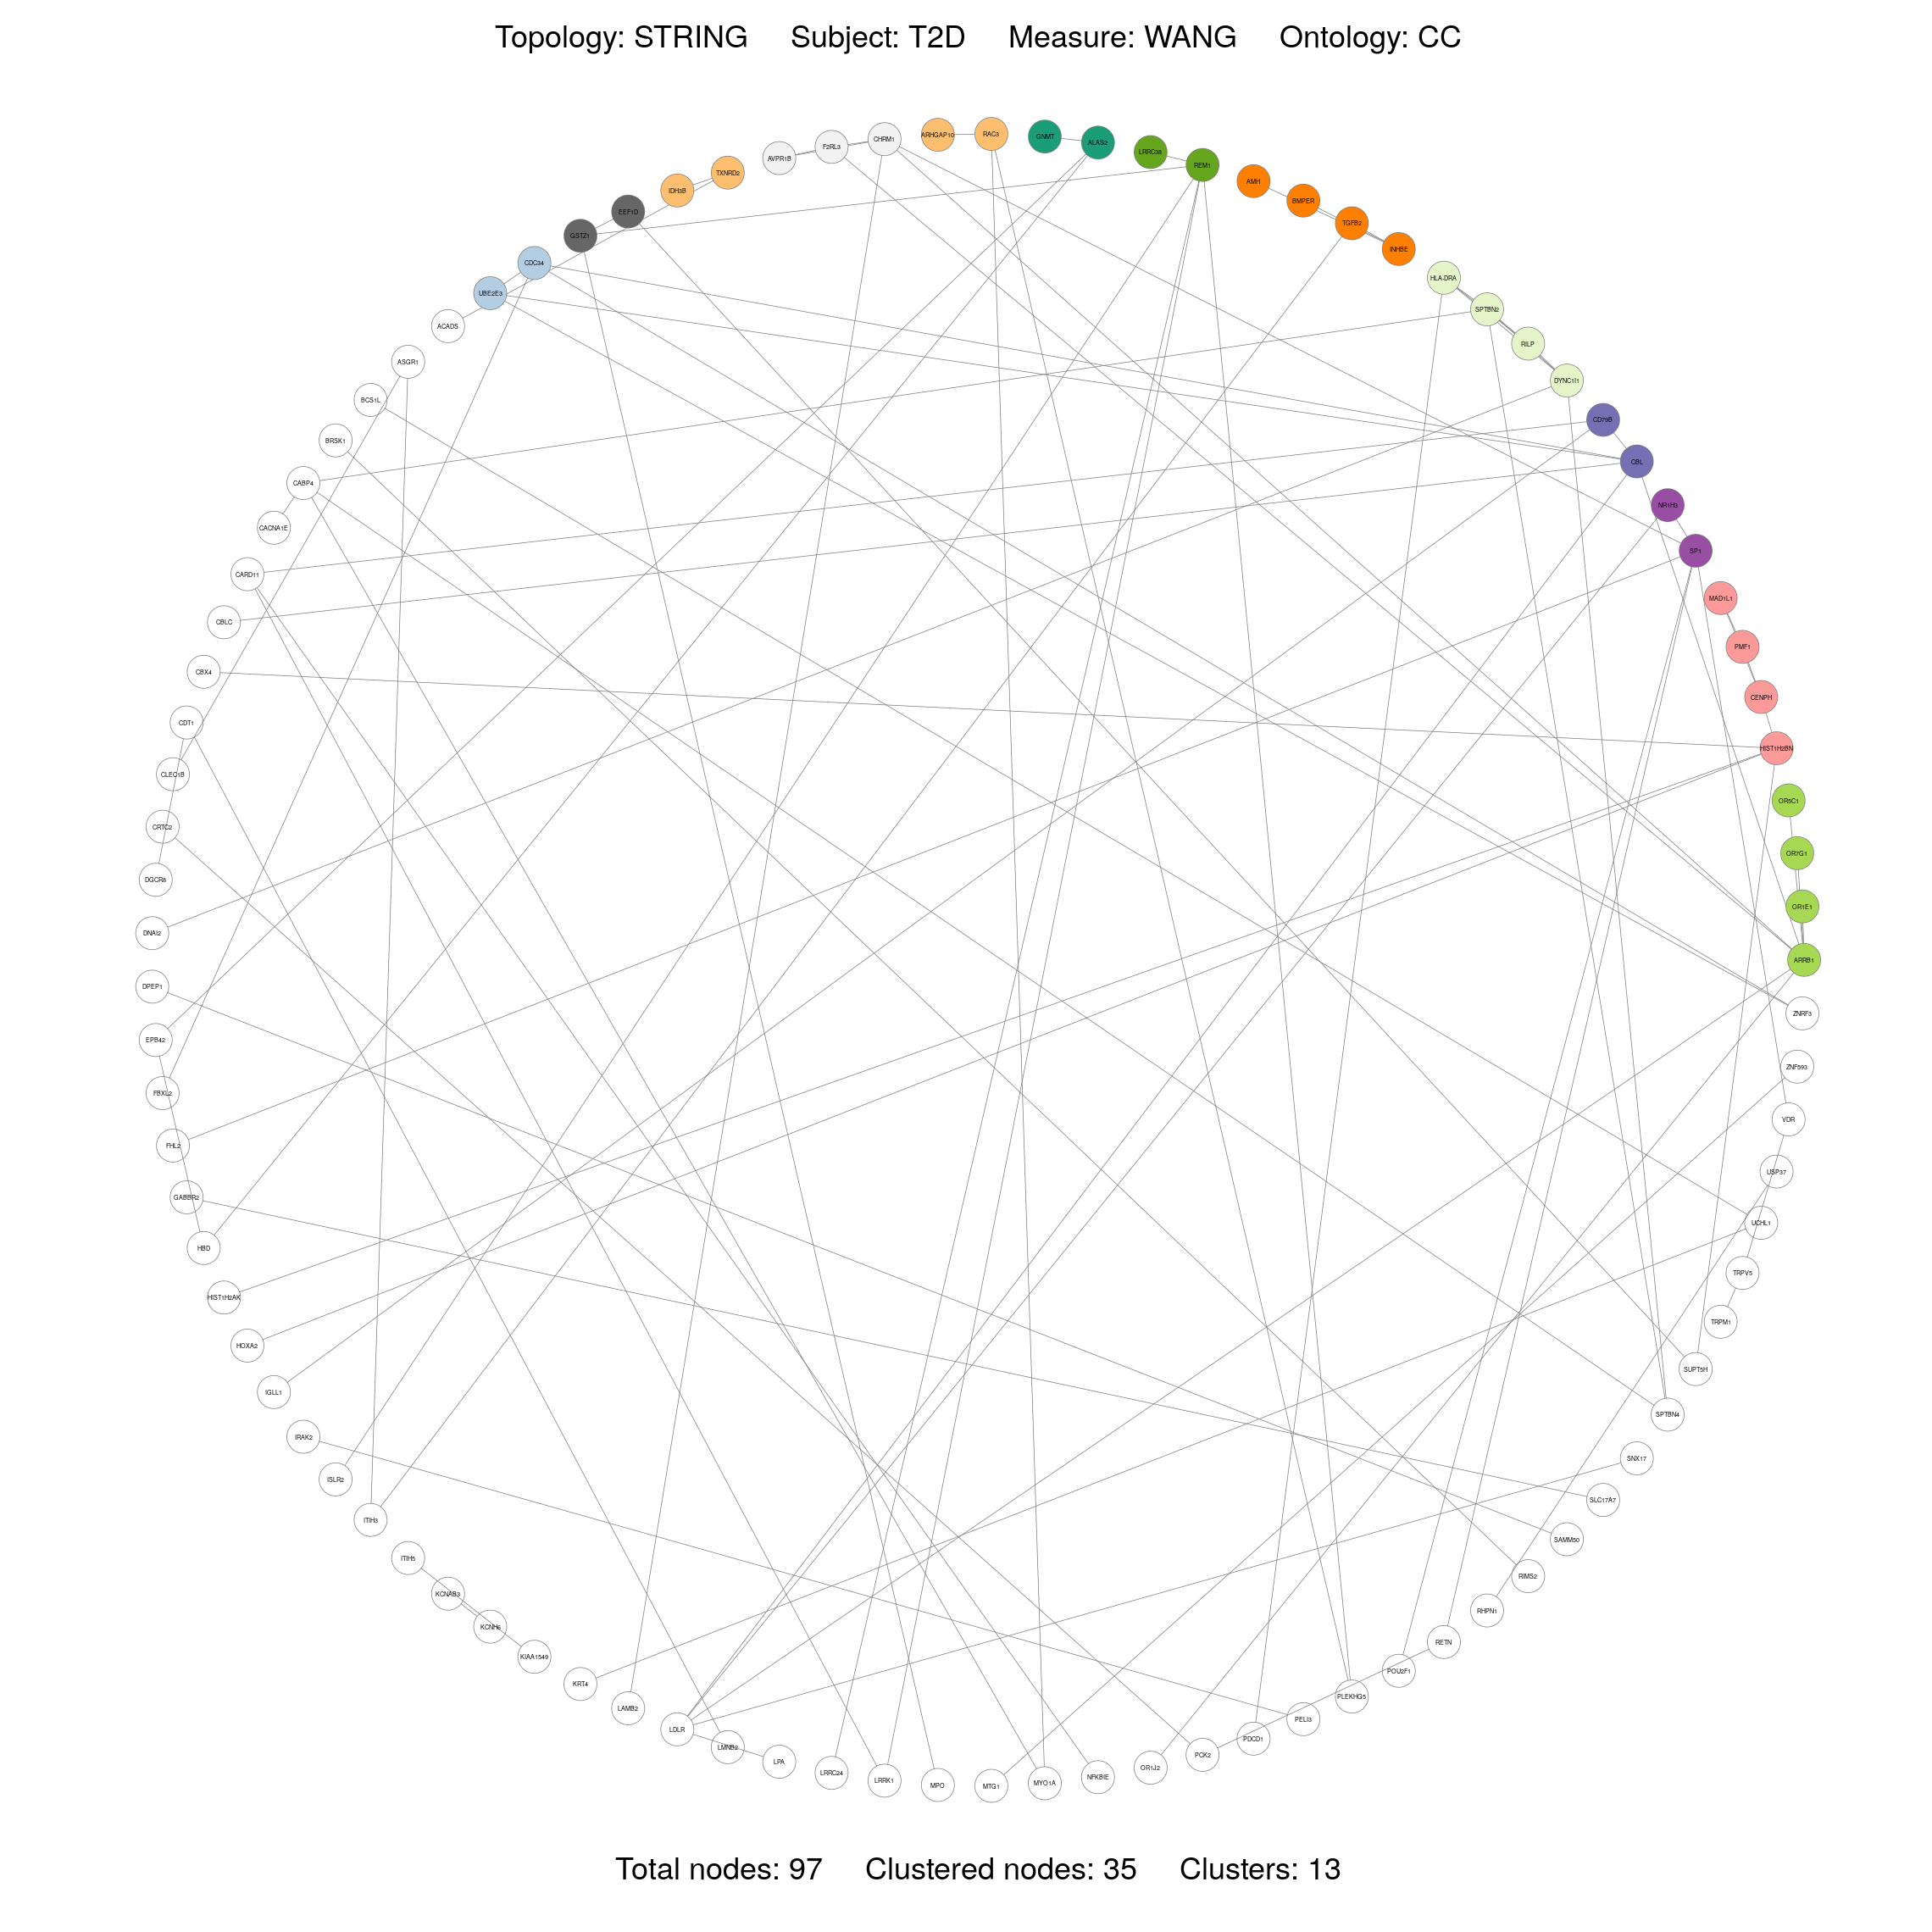 Topology: STRING Subject: T2D Measure: WANG Ontology: CC
ARHGAP10
RAC3
GNMT
ALAS2
LRRC38
REM1
AMH
BMPER
TGFB2
INHBE
HLA-DRA
SPTBN2
RILP
DYNC1I1
CD79B
CBL
NR1H3
SP1
MAD1L1
PMF1
CENPH
HIST1H2BN
OR7G1
OR1E1
ARRB1
ZNRF3
ZNF593
VDR
USP37
UCHL1
TRPV5
TRPM1
SUPT5H
SPTBN4
SNX17
SLC17A7
SAMM50
RIMS2
RHPN1
RETN
POU2F1
PLEKHG5
PELI3
PDCD1
PCK2
OR1J2
NFKBIE
MYO1A
MTG1
MPO
LRRK1
LRRC24
LPA
LMNB2
LDLR
LAMB2
KRT4
KIAA1549
KCNH6
KCNAB3
ITIH5
ITIH3
ISLR2
IRAK2
IGLL1
HOXA2
HIST1H2AK
HBD
GABBR2
FHL2
FBXL2
EPB42
DPEP1
DNAI2
DGCR8
CRTC2
CLEC1B
CDT1
CBX4
CBLC
CARD11
CACNA1E
CABP4
BRSK1
BCS1L
ASGR1
ACADS
UBE2E3
CDC34
GSTZ1
EEF1D
IDH3B
TXNRD2
AVPR1B
F2RL3
CHRM1
Total nodes: 97 Clustered nodes: 35 Clusters: 13